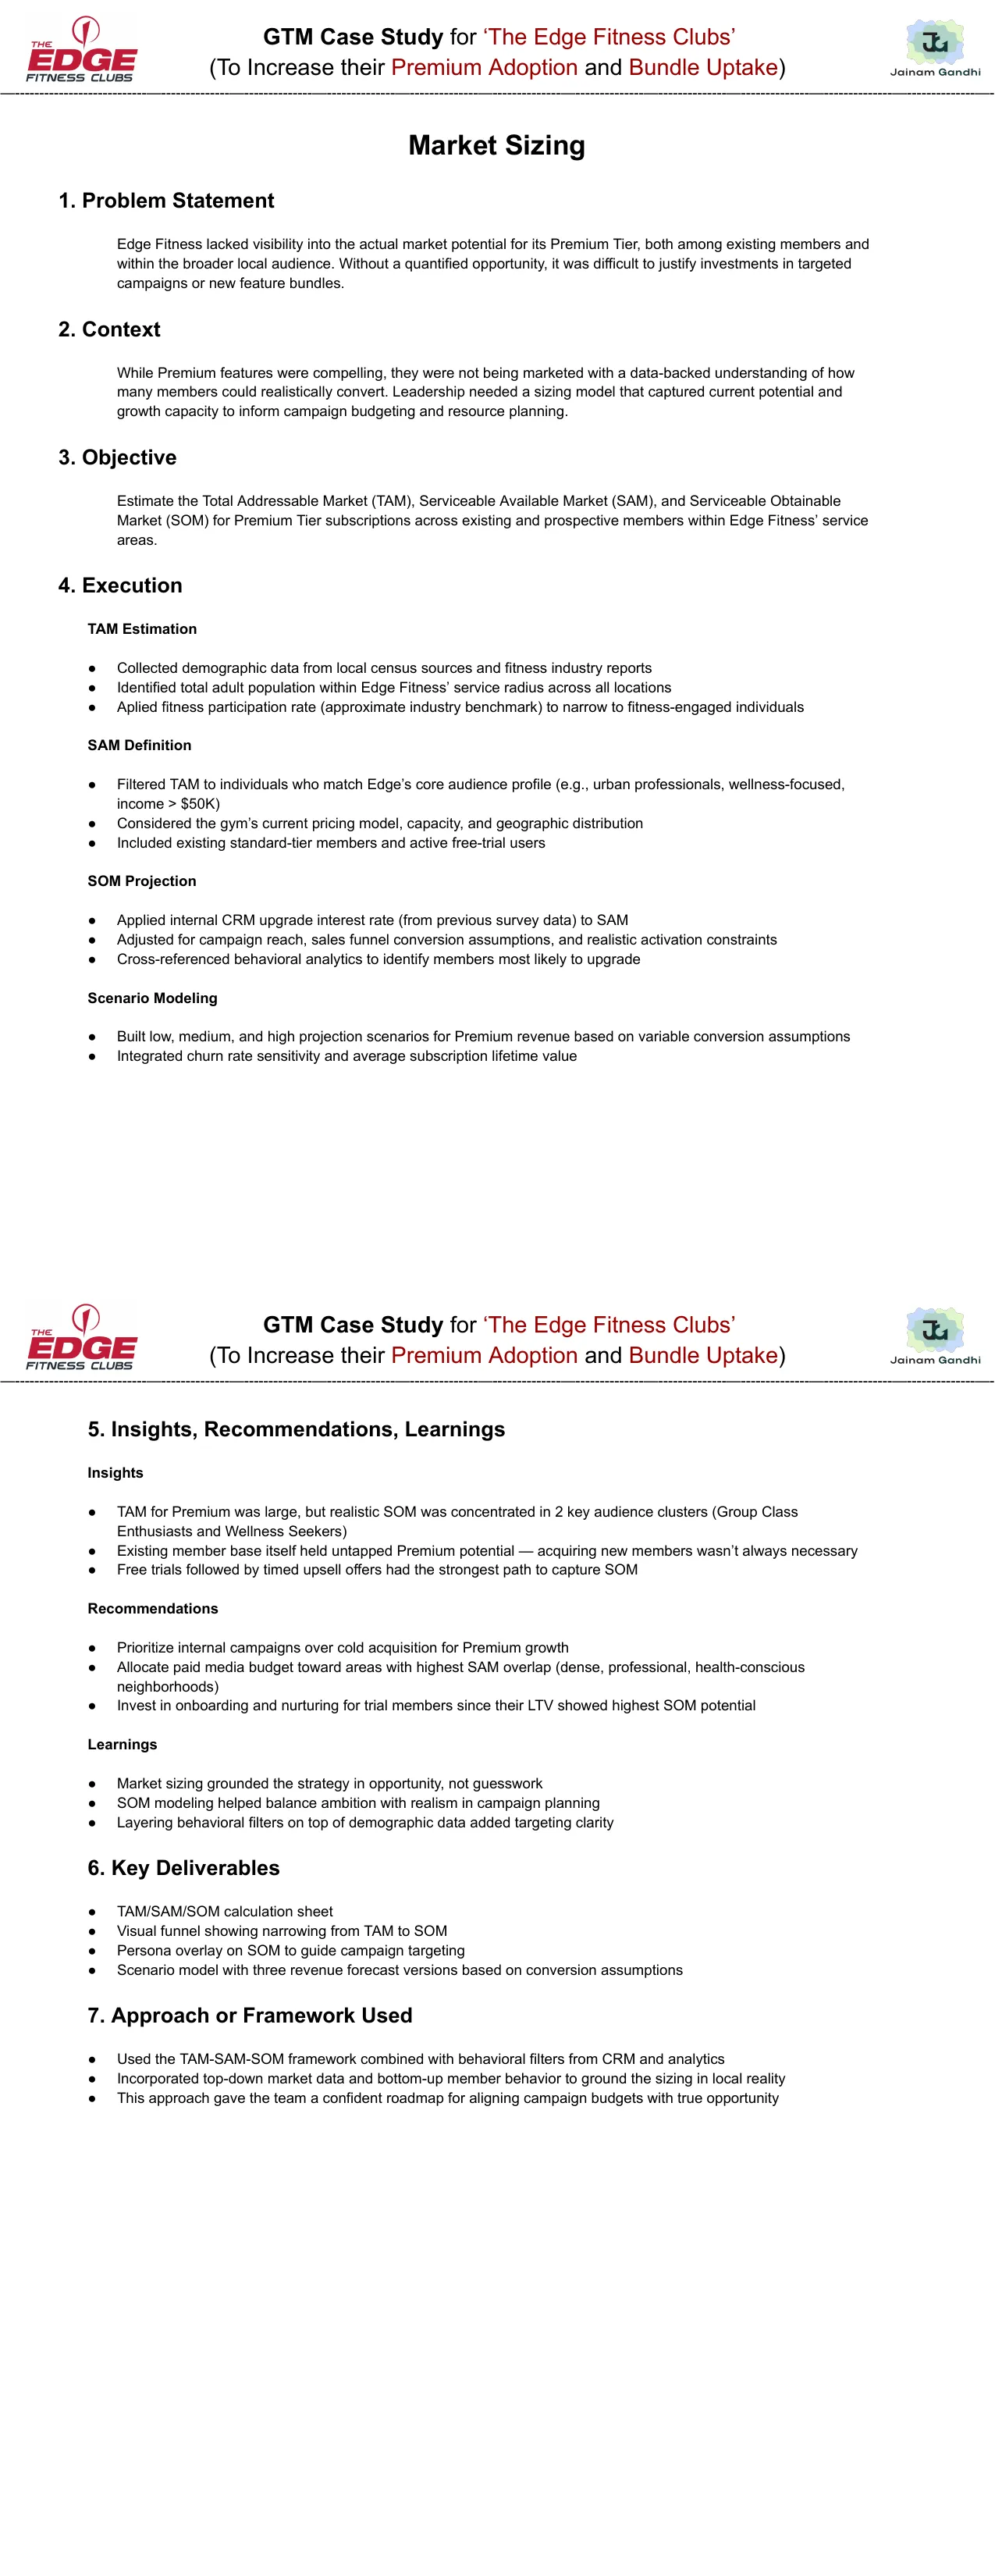 THE
EDGE
FITNESS CLUBS
GTM Case Study for ‘The Edge Fitness Clubs’
(To Increase their Premium Adoption and Bundle Uptake)
Jainam Gandhi
Market Sizing
1. Problem Statement
Edge Fitness lacked visibility into the actual market potential for its Premium Tier, both among existing members and
within the broader local audience. Without a quantified opportunity, it was difficult to justify investments in targeted
campaigns or new feature bundles.
2. Context
While Premium features were compelling, they were not being marketed with a data-backed understanding of how
many members could realistically convert. Leadership needed a sizing model that captured current potential and
growth capacity to inform campaign budgeting and resource planning.
3. Objective
Estimate the Total Addressable Market (TAM), Serviceable Available Market (SAM), and Serviceable Obtainable
Market (SOM) for Premium Tier subscriptions across existing and prospective members within Edge Fitness’ service
areas.
4. Execution
TAM Estimation
● Collected demographic data from local census sources and fitness industry reports
● Identified total adult population within Edge Fitness’ service radius across all locations
● Aplied fitness participation rate (approximate industry benchmark) to narrow to fitness-engaged individuals
SAM Definition
● Filtered TAM to individuals who match Edge’s core audience profile (e.g., urban professionals, wellness-focused,
income > $50K)
● Considered the gym’s current pricing model, capacity, and geographic distribution
● Included existing standard-tier members and active free-trial users
SOM Projection
● Applied internal CRM upgrade interest rate (from previous survey data) to SAM
● Adjusted for campaign reach, sales funnel conversion assumptions, and realistic activation constraints
● Cross-referenced behavioral analytics to identify members most likely to upgrade
Scenario Modeling
● Built low, medium, and high projection scenarios for Premium revenue based on variable conversion assumptions
● Integrated churn rate sensitivity and average subscription lifetime value
THE
EDGE
FITNESS CLUBS
GTM Case Study for ‘The Edge Fitness Clubs’
(To Increase their Premium Adoption and Bundle Uptake)
Jainam Gandhi
5. Insights, Recommendations, Learnings
Insights
● TAM for Premium was large, but realistic SOM was concentrated in 2 key audience clusters (Group Class
Enthusiasts and Wellness Seekers)
● Existing member base itself held untapped Premium potential — acquiring new members wasn’t always necessary
● Free trials followed by timed upsell offers had the strongest path to capture SOM
Recommendations
● Prioritize internal campaigns over cold acquisition for Premium growth
● Allocate paid media budget toward areas with highest SAM overlap (dense, professional, health-conscious
neighborhoods)
● Invest in onboarding and nurturing for trial members since their LTV showed highest SOM potential
Learnings
● Market sizing grounded the strategy in opportunity, not guesswork
● SOM modeling helped balance ambition with realism in campaign planning
● Layering behavioral filters on top of demographic data added targeting clarity
6. Key Deliverables
● TAM/SAM/SOM calculation sheet
● Visual funnel showing narrowing from TAM to SOM
● Persona overlay on SOM to guide campaign targeting
● Scenario model with three revenue forecast versions based on conversion assumptions
7. Approach or Framework Used
● Used the TAM-SAM-SOM framework combined with behavioral filters from CRM and analytics
● Incorporated top-down market data and bottom-up member behavior to ground the sizing in local reality
● This approach gave the team a confident roadmap for aligning campaign budgets with true opportunity